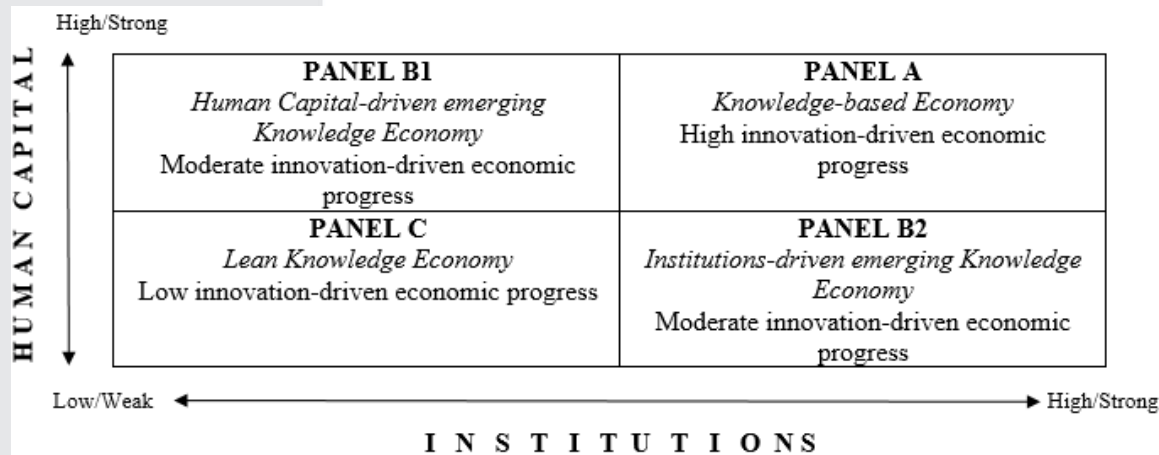 High/Strong
HUMAN CAPITAL
PANEL B1
Human Capital-driven emerging
Knowledge Economy
Moderate innovation-driven economic
progress
PANEL A
Knowledge-based Economy
High innovation-driven economic
progress
PANEL C
Lean Knowledge Economy
Low innovation-driven economic progress
PANEL B2
Institutions-driven emerging Knowledge
Economy
Moderate innovation-driven economic
progress
Low/Weak
High/Strong
INSTITUTIONS